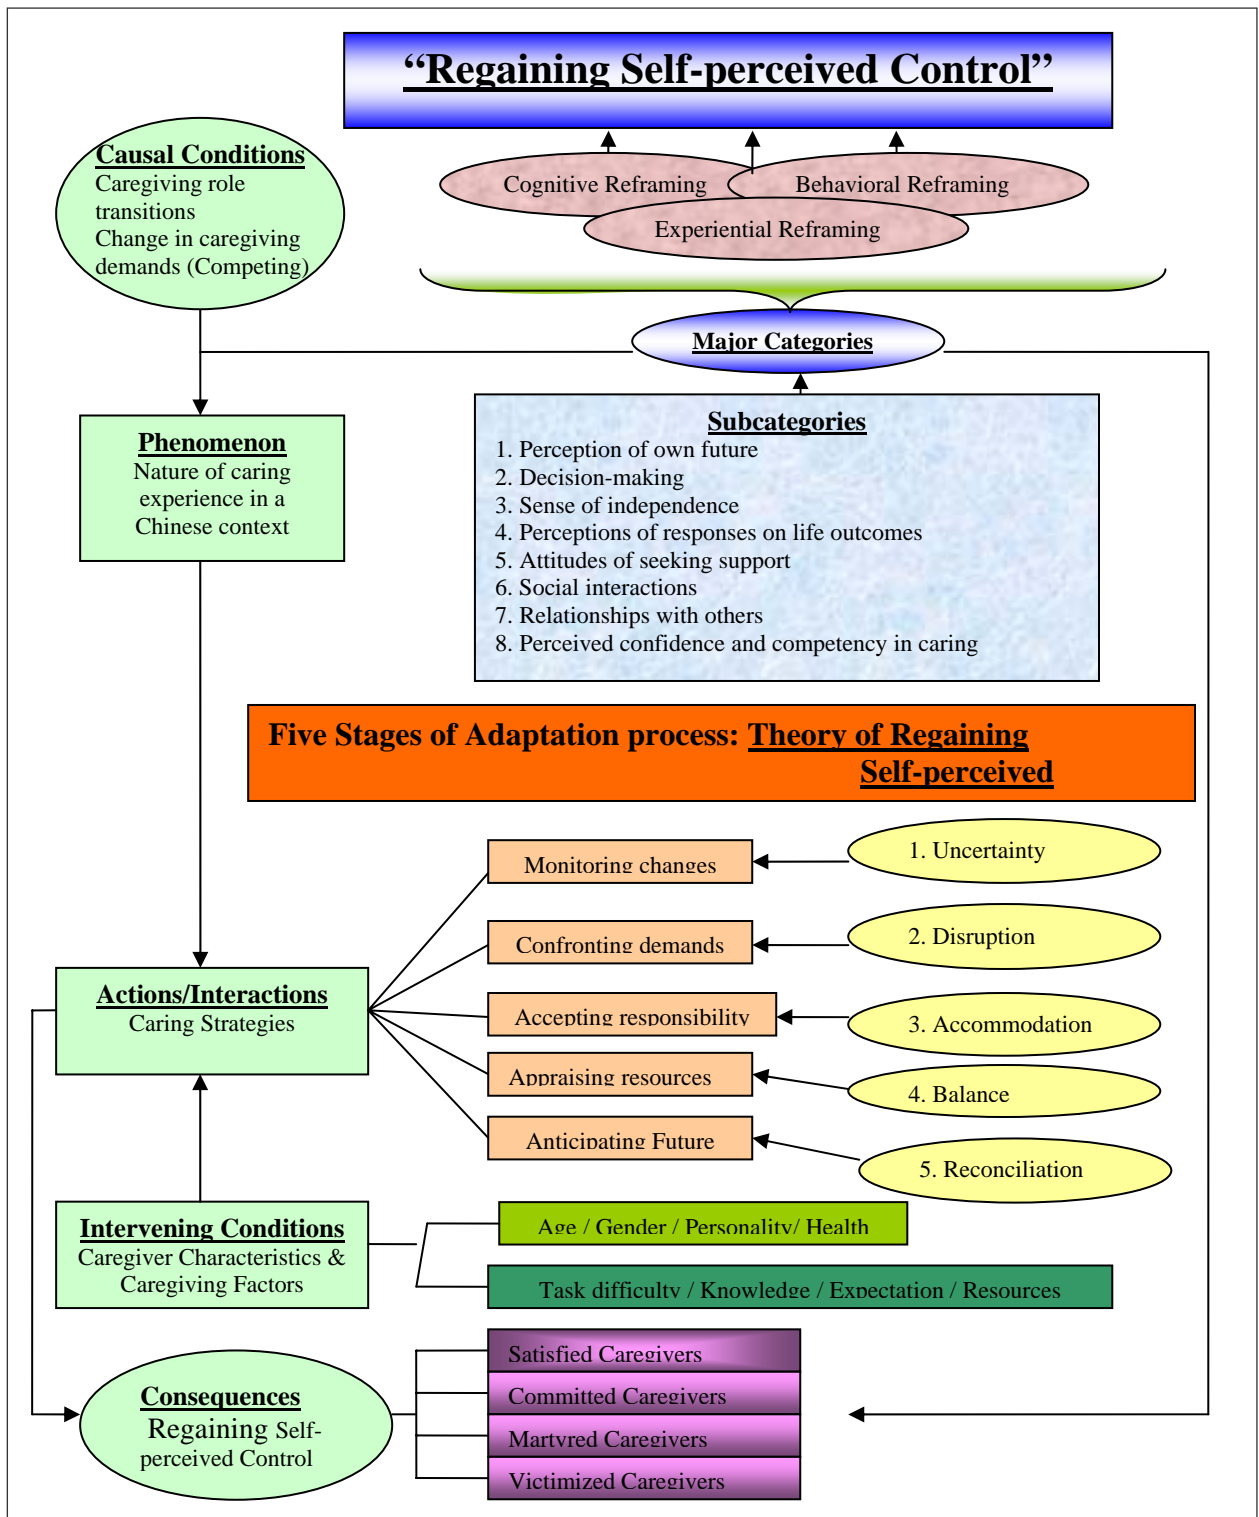 “Regaining Self-perceived Control”
Causal Conditions
Caregiving role
transitions
Change in caregiving
demands (Competing)
Cognitive Reframing
Behavioral Reframing
Experiential Reframing
Major Categories
Phenomenon
Nature of caring
experience in a
Chinese context
Subcategories
1. Perception of own future
2. Decision-making
3. Sense of independence
4. Perceptions of responses on life outcomes
5. Attitudes of seeking support
6. Social interactions
7. Relationships with others
8. Perceived confidence and competency in caring
Five Stages of Adaptation process: Theory of Regaining
Self-perceived
Monitoring changes
1. Uncertainty
Confronting demands
2. Disruption
Actions/Interactions
Caring Strategies
Accepting responsibility
3. Accommodation
Appraising resources
4. Balance
Anticipating Future
5. Reconciliation
Intervening Conditions
Caregiver Characteristics &
Caregiving Factors
Age / Gender / Personality/ Health
Task difficulty / Knowledge / Expectation / Resources
Consequences
Regaining Self-
perceived Control
Satisfied Caregivers
Committed Caregivers
Martyred Caregivers
Victimized Caregivers